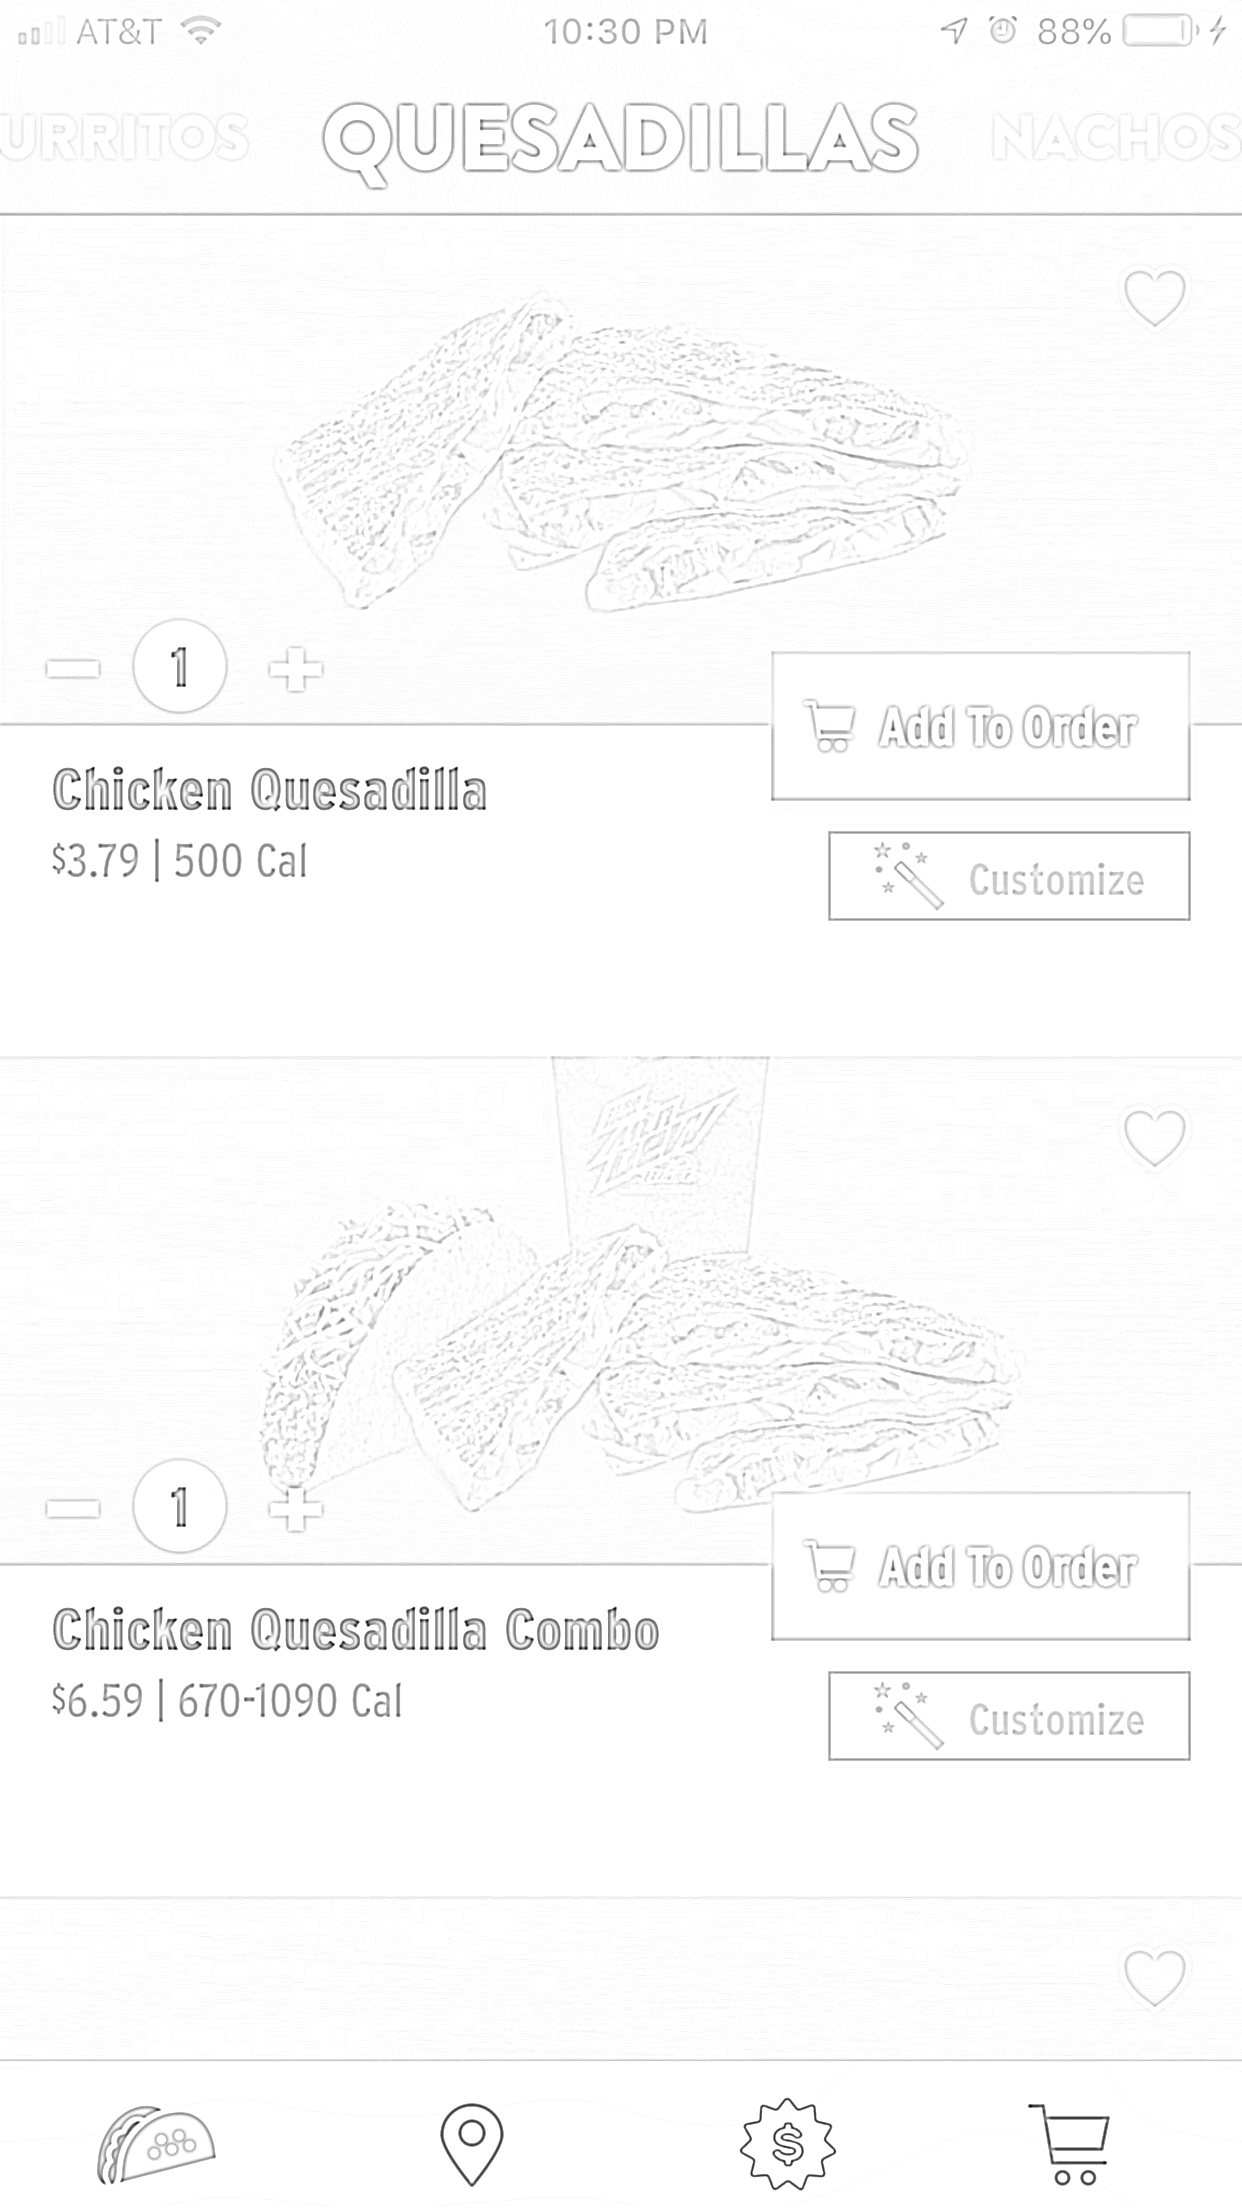 AT&T 10:30 PM 88%
URRITOS QUESADILLAS NACHOS
1
Add To Order
Chicken Quesadilla
$3.79 | 500 Cal
Customize
1
Add To Order
Chicken Quesadilla Combo
$6.59 | 670-1090 Cal
Customize
$